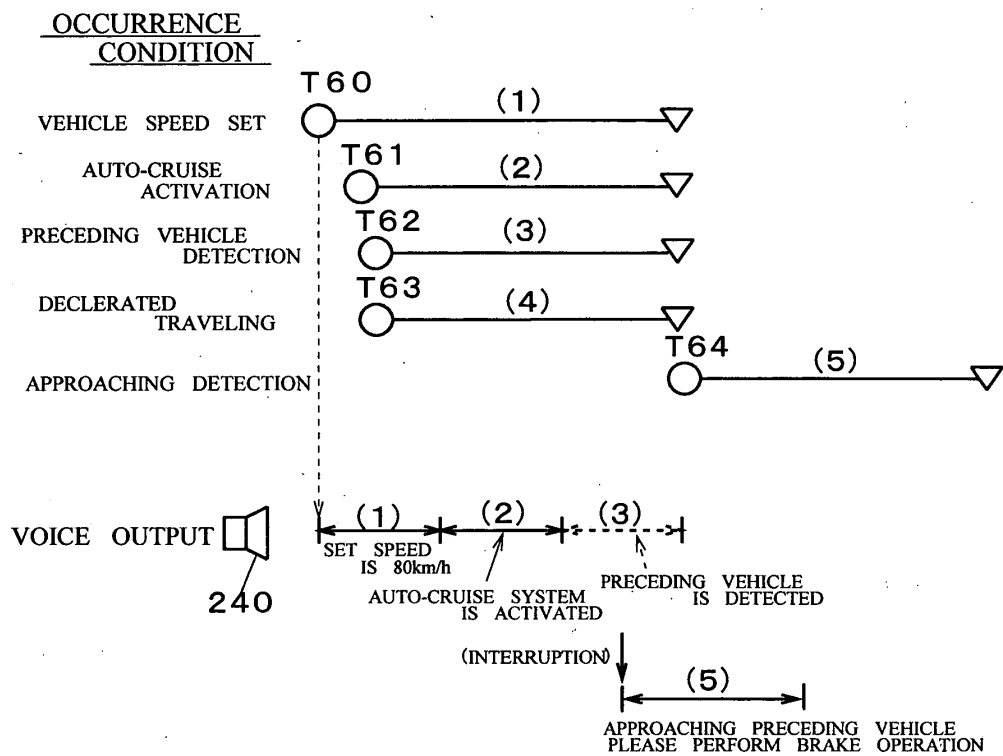 OCCURRENCE
CONDITION
T60
VEHICLE SPEED SET
(1)
T61
AUTO-CRUISE
ACTIVATION
(2)
T62
PRECEDING VEHICLE
DETECTION
(3)
T63
DECLERATED
TRAVELING
(4)
T64
APPROACHING DETECTION
(5)
VOICE OUTPUT
240
(1)
(2)
(3)
SET SPEED
IS 80km/h
AUTO-CRUISE SYSTEM
IS ACTIVATED
PRECEDING VEHICLE
IS DETECTED
(INTERRUPTION)
(5)
APPROACHING PRECEDING VEHICLE
PLEASE PERFORM BRAKE OPERATION